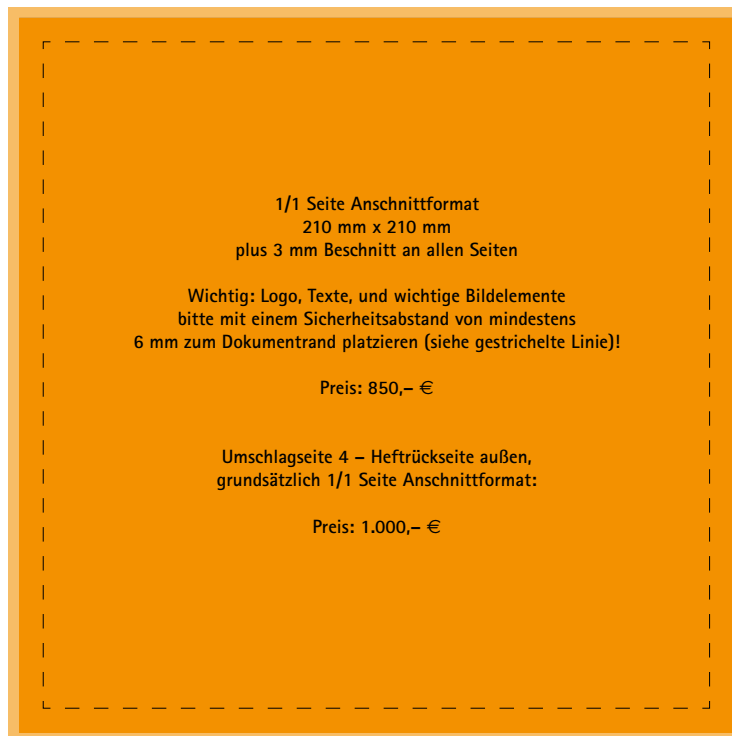 1/1 Seite Anschnittformat
210 mm x 210 mm
plus 3 mm Beschnitt an allen Seiten
Wichtig: Logo, Texte, und wichtige Bildelemente
bitte mit einem Sicherheitsabstand von mindestens
6 mm zum Dokumentrand platzieren (siehe gestrichelte Linie)!
Preis: 850,– €
Umschlagseite 4 – Heftrückseite außen,
grundsätzlich 1/1 Seite Anschnittformat:
Preis: 1.000,– €